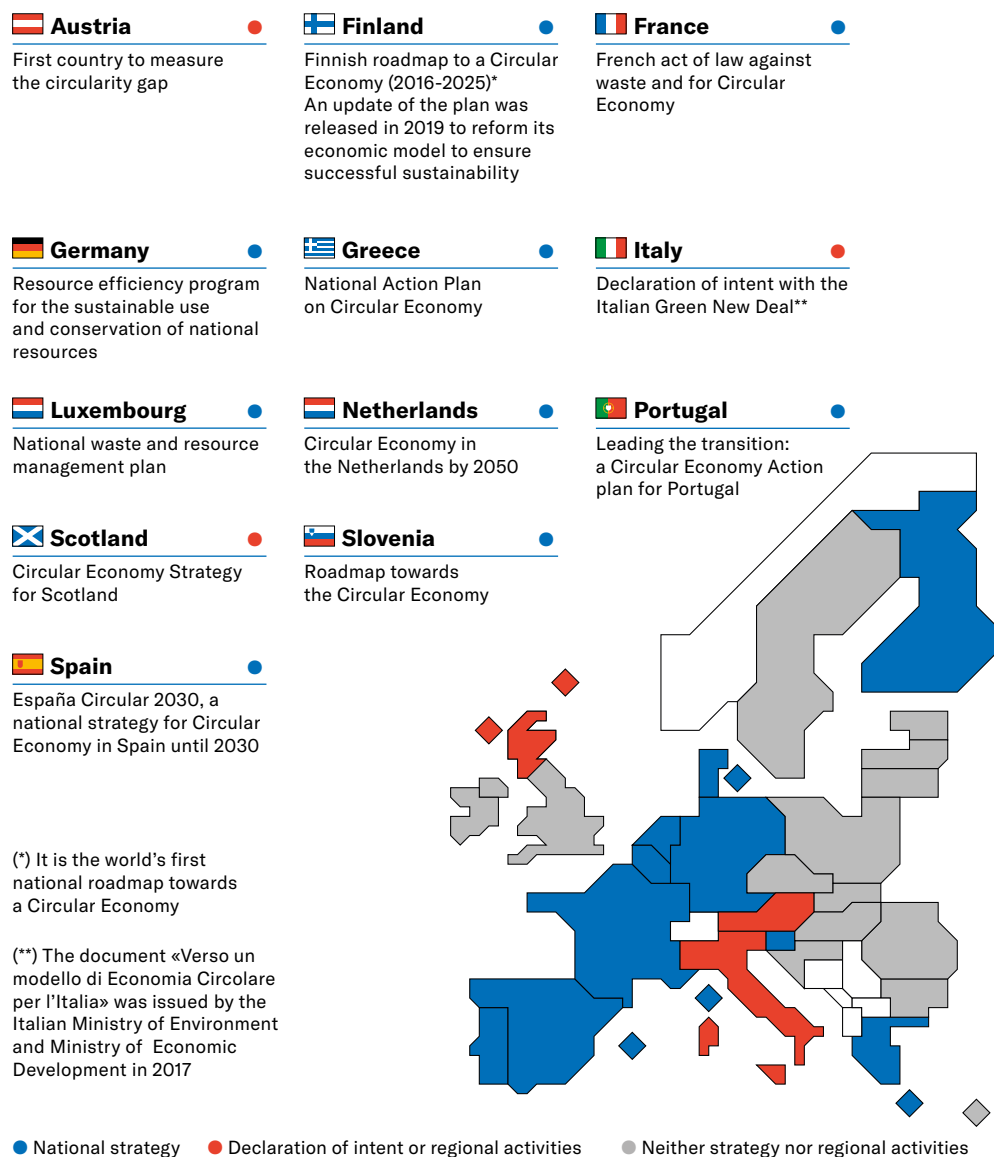 Austria
First country to measure
the circularity gap
Finland
Finnish roadmap to a Circular
Economy (2016-2025)*
An update of the plan was
released in 2019 to reform its
economic model to ensure
successful sustainability
France
French act of law against
waste and for Circular
Economy
Germany
Resource efficiency program
for the sustainable use
and conservation of national
resources
Greece
National Action Plan
on Circular Economy
Italy
Declaration of intent with the
Italian Green New Deal**
Luxembourg
National waste and resource
management plan
Netherlands
Circular Economy in
the Netherlands by 2050
Portugal
Leading the transition:
a Circular Economy Action
plan for Portugal
Scotland
Circular Economy Strategy
for Scotland
Slovenia
Roadmap towards
the Circular Economy
Spain
España Circular 2030, a
national strategy for Circular
Economy in Spain until 2030
(*) It is the world's first
national roadmap towards
a Circular Economy
(**) The document «Verso un
modello di Economia Circolare
per l'Italia» was issued by the
Italian Ministry of Environment
and Ministry of Economic
Development in 2017
National strategy
Declaration of intent or regional activities
Neither strategy nor regional activities